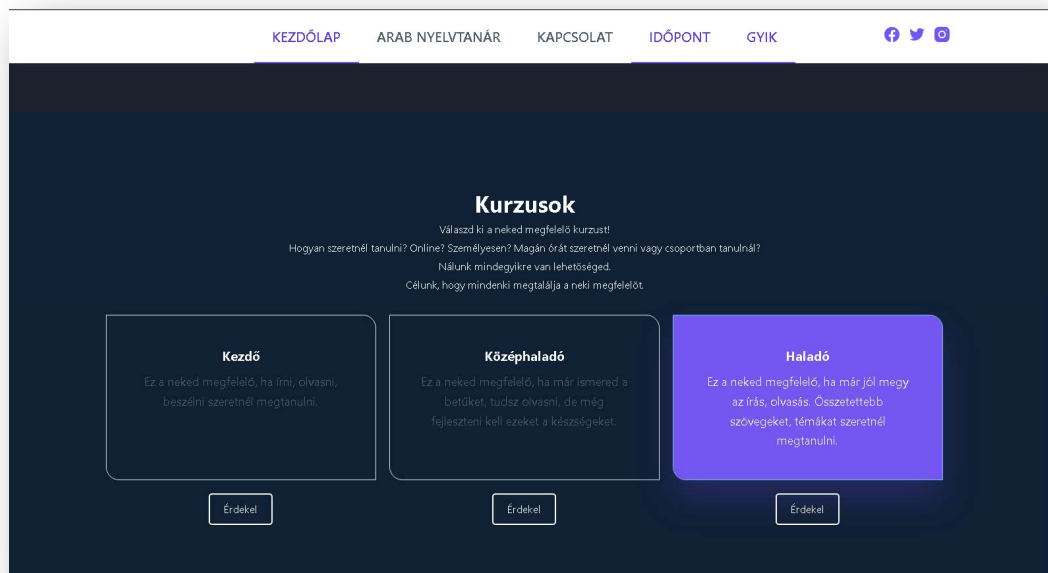 KEZDŐLAP ARAB NYELVTANÁR KAPCSOLAT IDŐPONT GYIK
Kurzusok
Válaszd ki a neked megfelelő kurzust!
Hogyan szeretnél tanulni? Online? Személyesen? Magán órát szeretnél venni vagy csoportban tanulnál?
Nálunk mindegyikre van lehetőséged.
Célunk, hogy mindenki megtalálja a neki megfelelőt.
Kezdő
Ez a neked megfelelő, ha írni, olvasni,
beszélni szeretnél megtanulni.
Érdekel
Középhaladó
Ez a neked megfelelő, ha már ismered a
betűket, tudsz olvasni, de még
fejleszteni kell ezeket a készségeket.
Érdekel
Haladó
Ez a neked megfelelő, ha már jól megy
az írás, olvasás. Összetettebb
szövegeket, témákat szeretnél
megtanulni.
Érdekel